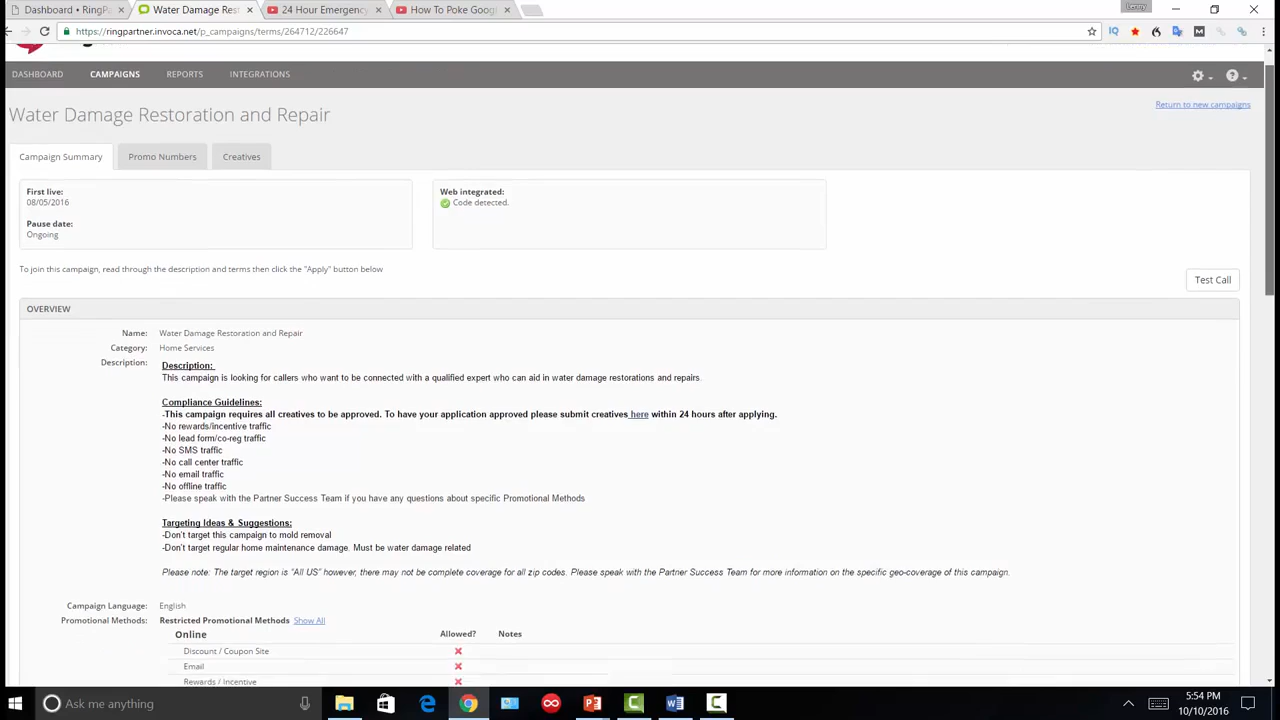 Lenny
Dashboard • RingPa
Water Damage Rest
24 Hour Emergency
How To Poke Goog
https://ringpartner.invoca.net/p_campaigns/terms/264712/226647
DASHBOARD CAMPAIGNS REPORTS INTEGRATIONS
Water Damage Restoration and Repair
Return to new campaigns
Campaign Summary Promo Numbers Creatives
First live:
08/05/2016
Pause date:
Ongoing
Web integrated:
Code detected.
To join this campaign, read through the description and terms then click the "Apply" button below
Test Call
OVERVIEW
Name: Water Damage Restoration and Repair
Category: Home Services
Description: Description:
This campaign is looking for callers who want to be connected with a qualified expert who can aid in water damage restorations and repairs.
Compliance Guidelines:
-This campaign requires all creatives to be approved. To have your application approved please submit creatives here within 24 hours after applying.
-No rewards/incentive traffic
-No lead form/co-reg traffic
-No SMS traffic
-No call center traffic
-No email traffic
-No offline traffic
-Please speak with the Partner Success Team if you have any questions about specific Promotional Methods
Targeting Ideas & Suggestions:
-Don't target this campaign to mold removal
-Don't target regular home maintenance damage. Must be water damage related
Please note: The target region is "All US" however, there may not be complete coverage for all zip codes. Please speak with the Partner Success Team for more information on the specific geo-coverage of this campaign.
Campaign Language: English
Promotional Methods: Restricted Promotional Methods Show All
Online Allowed? Notes
Discount / Coupon Site
Email
Rewards / Incentive
Ask me anything
5:54 PM
10/10/2016